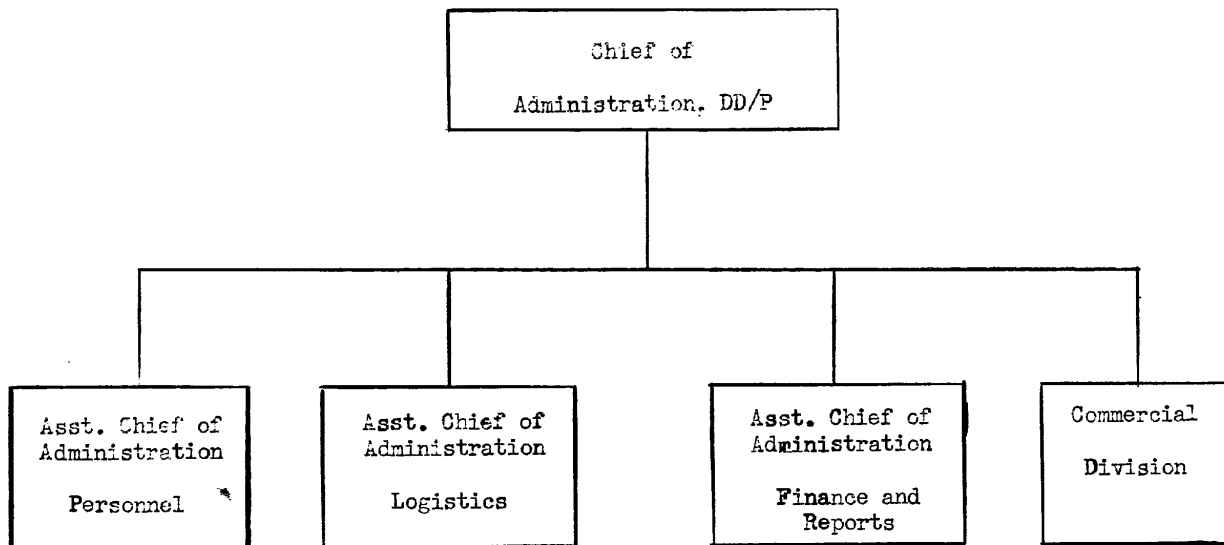 Chief of
Administration, DD/P
Asst. Chief of
Administration
Personnel
Asst. Chief of
Administration
Logistics
Asst. Chief of
Administration
Finance and
Reports
Commercial
Division